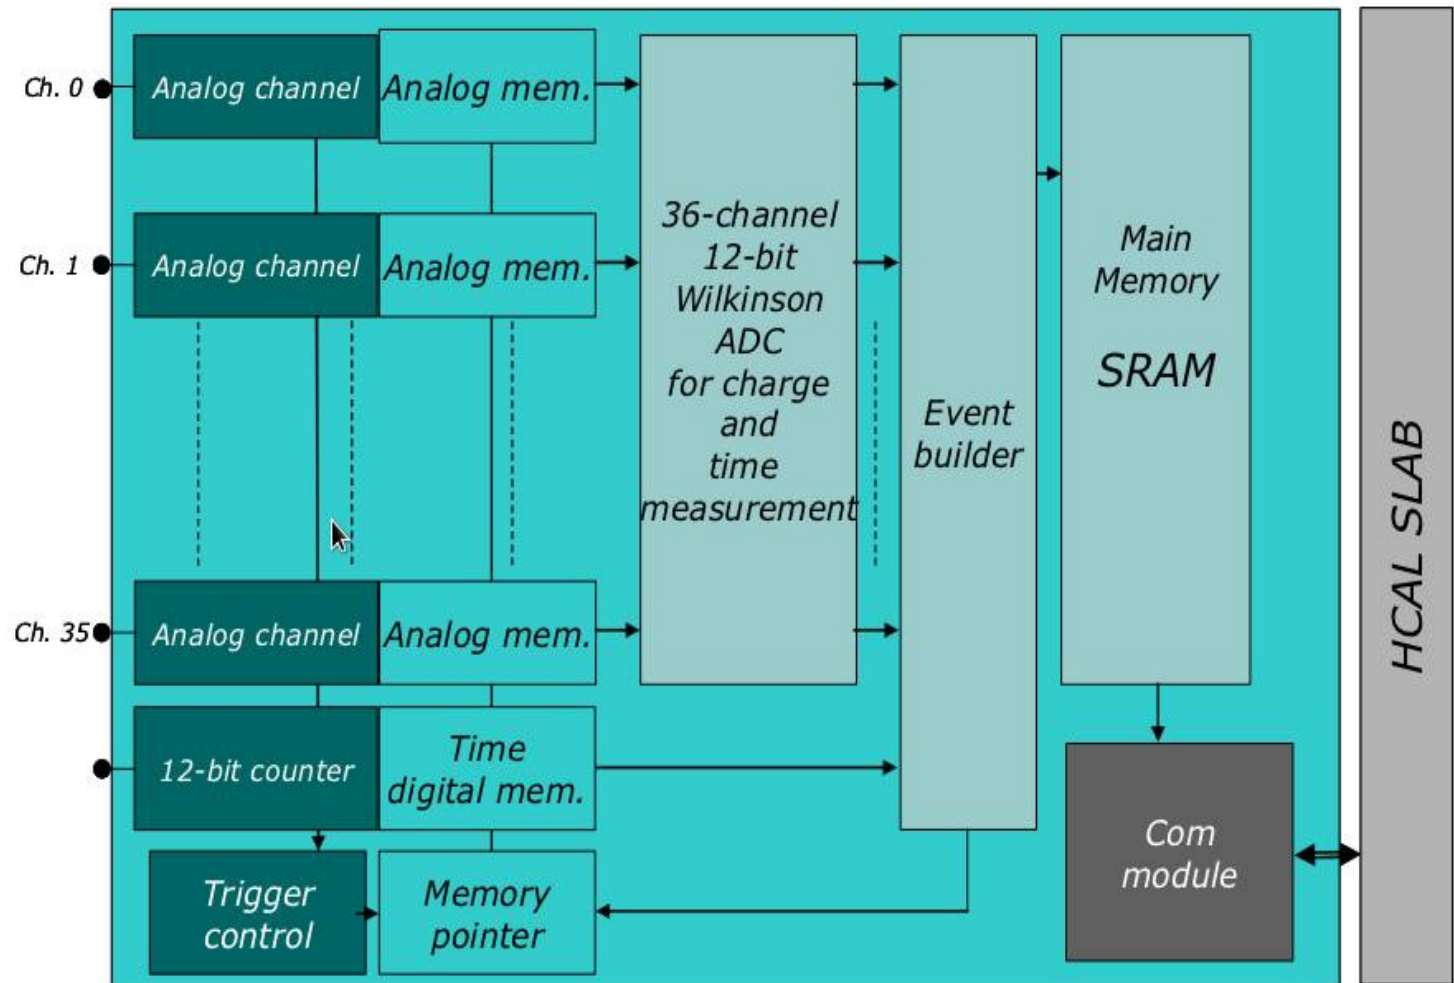 Ch. 0
Analog channel
Analog mem.
Ch. 1
Analog channel
Analog mem.
Ch. 35
Analog channel
Analog mem.
12-bit counter
Time
digital mem.
Trigger
control
Memory
pointer
36-channel
12-bit
Wilkinson
ADC
for charge
and
time
measurement
Event
builder
Main
Memory
SRAM
Com
module
HCAL SLAB